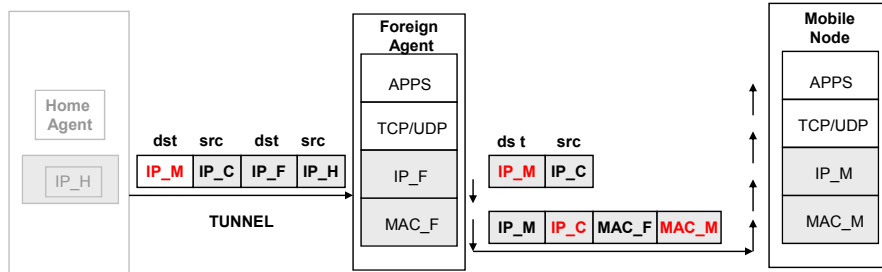 Home
Agent
IP_H
dst src dst src
IP_M IP_C IP_F IP_H
TUNNEL
Foreign
Agent
APPS
TCP/UDP
IP_F
MAC_F
ds t src
IP_M IP_C
IP_M IP_C MAC_F MAC_M
Mobile
Node
APPS
TCP/UDP
IP_M
MAC_M